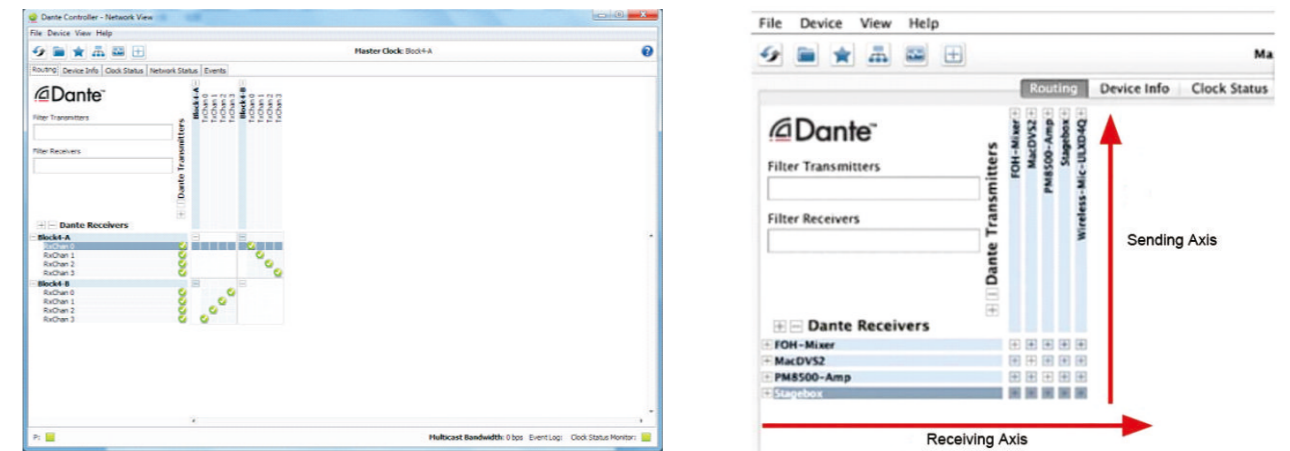 Dante Controller - Network View
File Device View Help
Master Clock: Block4-A
Routing Device Info Clock Status Network Status Events
Dante™
Filter Transmitters
Filter Receivers
Dante Transmitters
Block4-A
TxChan 0
TxChan 1
TxChan 2
TxChan 3
Block4-B
TxChan 0
TxChan 1
TxChan 2
TxChan 3
Dante Receivers
Block4-A
RxChan 0
RxChan 1
RxChan 2
RxChan 3
Block4-B
RxChan 0
RxChan 1
RxChan 2
RxChan 3
P:
Multicast Bandwidth: 0 bps Event Log: Clock Status Monitor:
File Device View Help
Ma
Routing Device Info Clock Status
Dante™
Filter Transmitters
Filter Receivers
Dante Transmitters
FOH-Mixer
MacDVS2
PM8500-Amp
Stagebox
Wireless-Mic-ULXD4Q
Sending Axis
Dante Receivers
FOH-Mixer
MacDVS2
PM8500-Amp
Stagebox
Receiving Axis